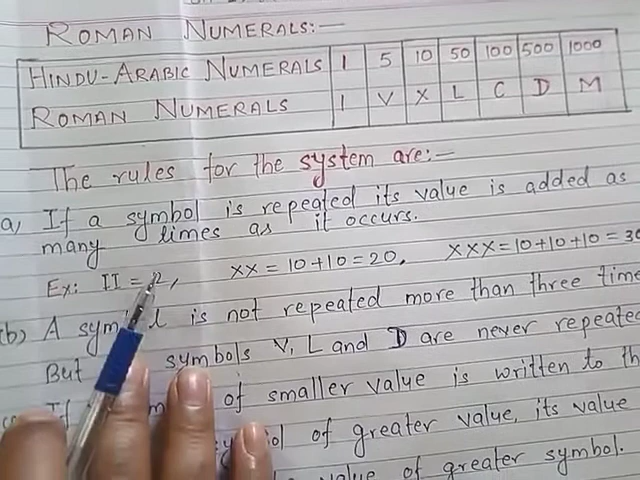 ROMAN NUMERALS:-
HINDU-ARABIC NUMERALS 1 5 10 50 100 500 1000
ROMAN NUMERALS I V X L C D M
The rules for the system are:-
a) If a symbol is repeated its value is added as
many times as it occurs.
Ex: II = 2, XX = 10+10=20, XXX=10+10+10=30
(b) A symbol is not repeated more than three time
But symbols V, L and D are never repeated
If of smaller value is written to th
of greater value, its value
value of greater symbol.